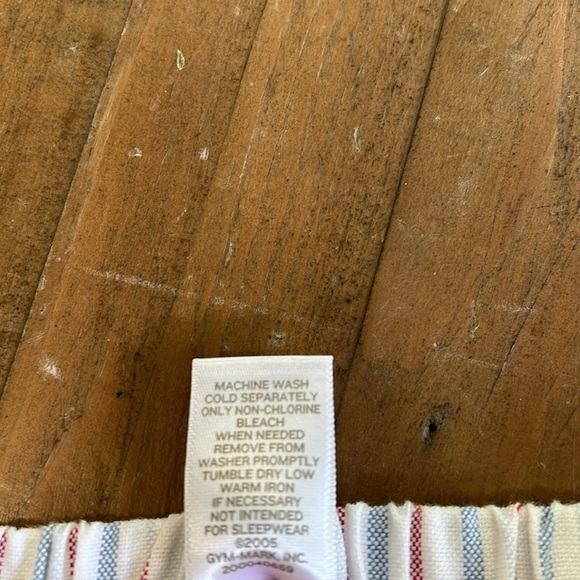 MACHINE WASH
COLD SEPARATELY
ONLY NON-CHLORINE
BLEACH
WHEN NEEDED
REMOVE FROM
WASHER PROMPTLY
TUMBLE DRY LOW
WARM IRON
IF NECESSARY
NOT INTENDED
FOR SLEEPWEAR
©2005
GYM-MARK, INC.
200040659